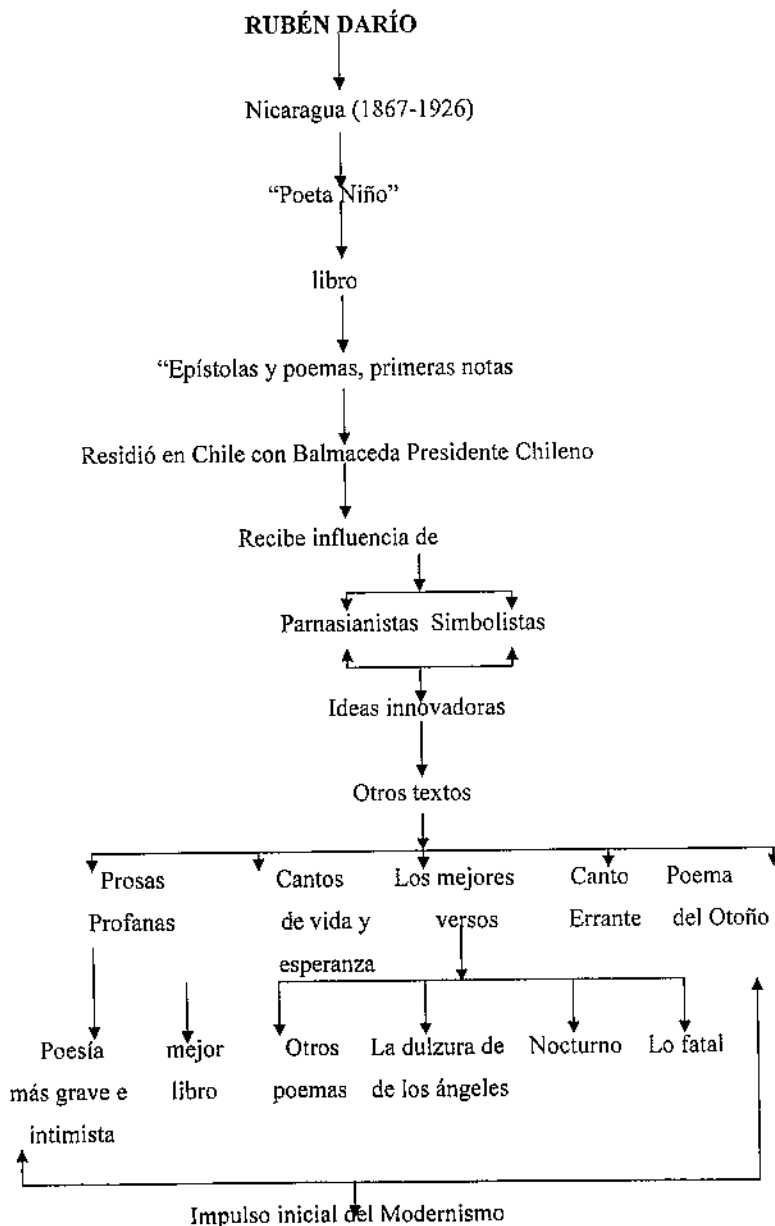 RUBÉN DARÍO
Nicaragua (1867-1926)
“Poeta Niño”
libro
“Epístolas y poemas, primeras notas
Residió en Chile con Balmaceda Presidente Chileno
Recibe influencia de
Parnasianistas Simbolistas
Ideas innovadoras
Otros textos
Prosas
Profanas
Cantos
de vida y
esperanza
Los mejores
versos
Canto
Errante
Poema
del Otoño
Poesía
más grave e
intimista
mejor
libro
Otros
poemas
La dulzura de
de los ángeles
Nocturno
Lo fatal
Impulso inicial del Modernismo